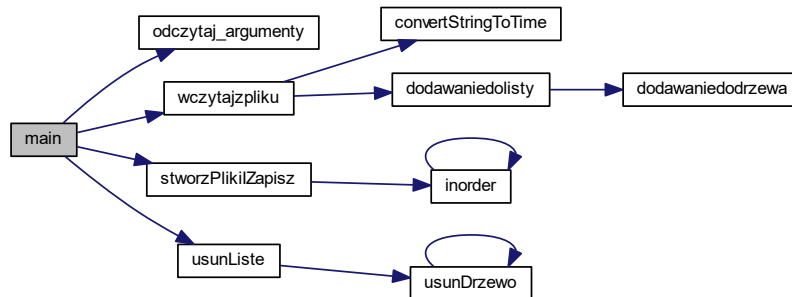 main
odczytaj_argumenty
wczytajzpliku
convertStringToTime
dodawaniedolisty
dodawaniedodrzewa
stworzPlikiIZapisz
inorder
usunListe
usunDrzewo